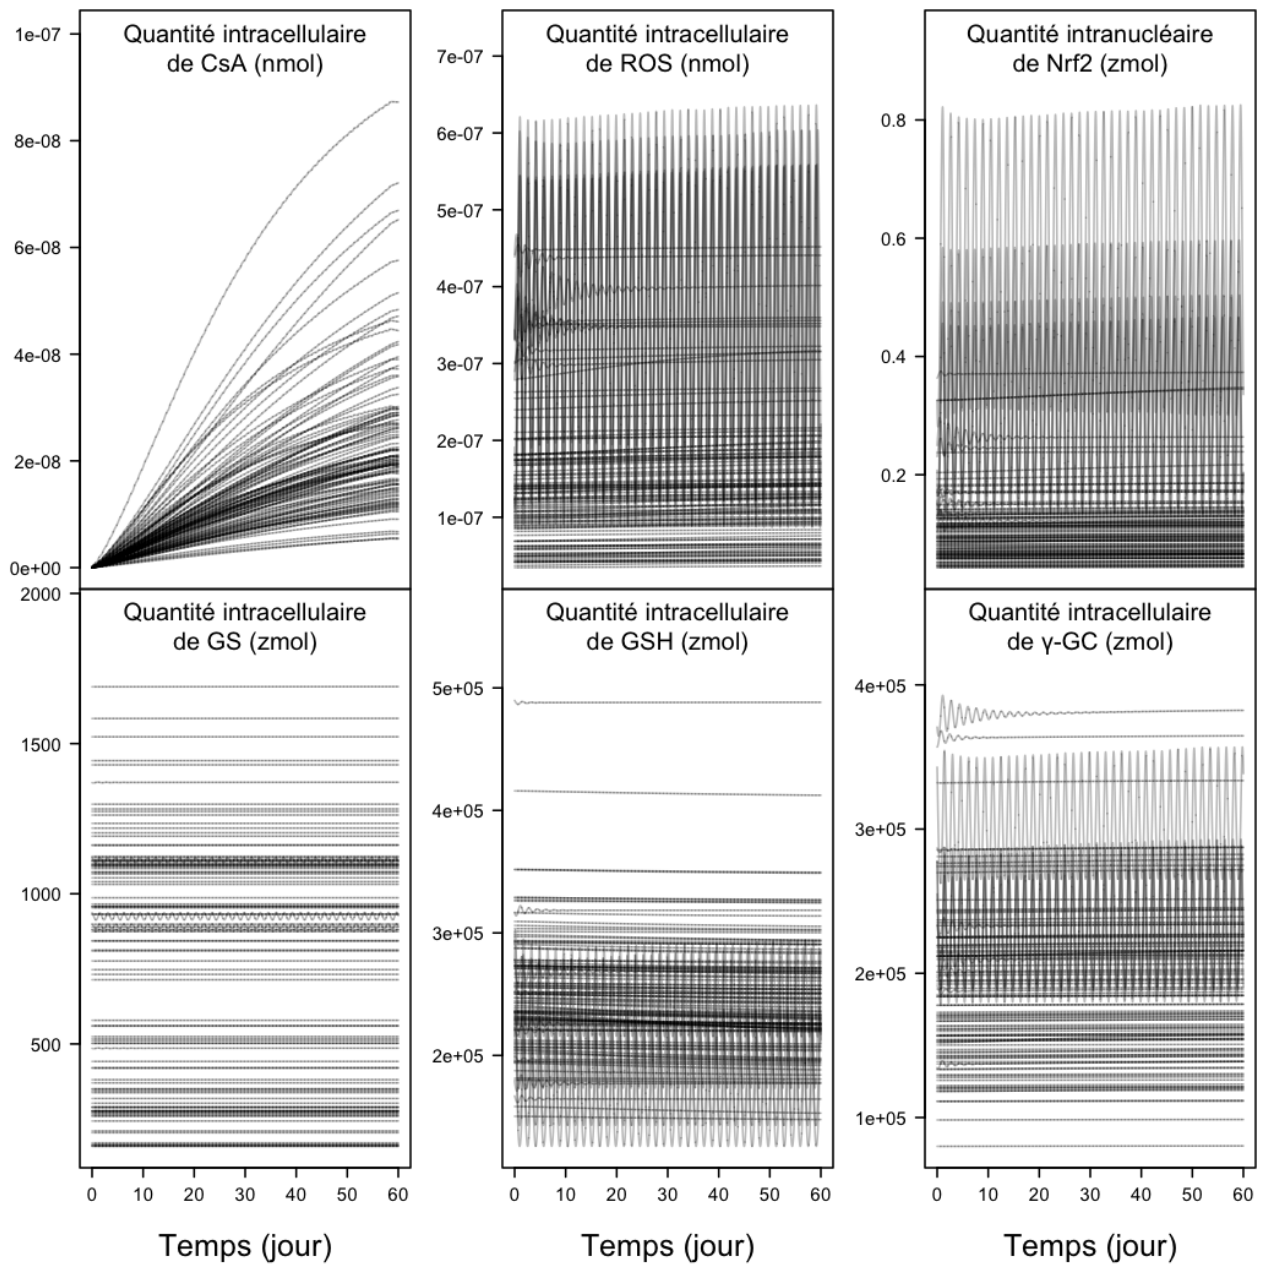 Quantité intracellulaire
de CsA (nmol)
1e-07
8e-08
6e-08
4e-08
2e-08
0e+00
Quantité intracellulaire
de ROS (nmol)
7e-07
6e-07
5e-07
4e-07
3e-07
2e-07
1e-07
Quantité intranucléaire
de Nrf2 (zmol)
0.8
0.6
0.4
0.2
Quantité intracellulaire
de GS (zmol)
2000
1500
1000
500
0 10 20 30 40 50 60
Temps (jour)
Quantité intracellulaire
de GSH (zmol)
5e+05
4e+05
3e+05
2e+05
0 10 20 30 40 50 60
Temps (jour)
Quantité intracellulaire
de γ-GC (zmol)
4e+05
3e+05
2e+05
1e+05
0 10 20 30 40 50 60
Temps (jour)